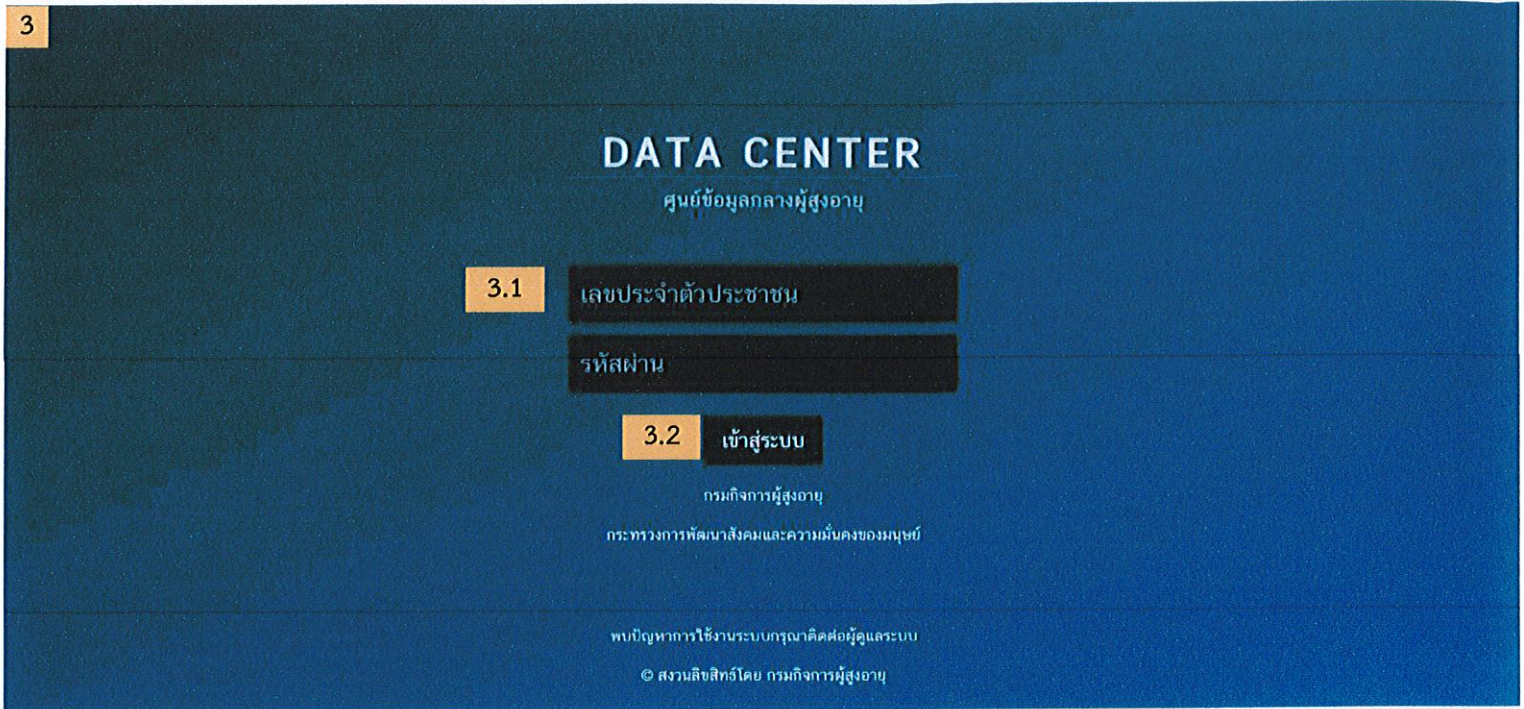 3
DATA CENTER
ศูนย์ข้อมูลกลางผู้สูงอายุ
3.1 เลขประจำตัวประชาชน
รหัสผ่าน
3.2 เข้าสู่ระบบ
กรมกิจการผู้สูงอายุ
กระทรวงการพัฒนาสังคมและความมั่นคงของมนุษย์
พบปัญหาการใช้งานระบบกรุณาติดต่อผู้ดูแลระบบ
© สงวนลิขสิทธ์โดย กรมกิจการผู้สูงอายุ